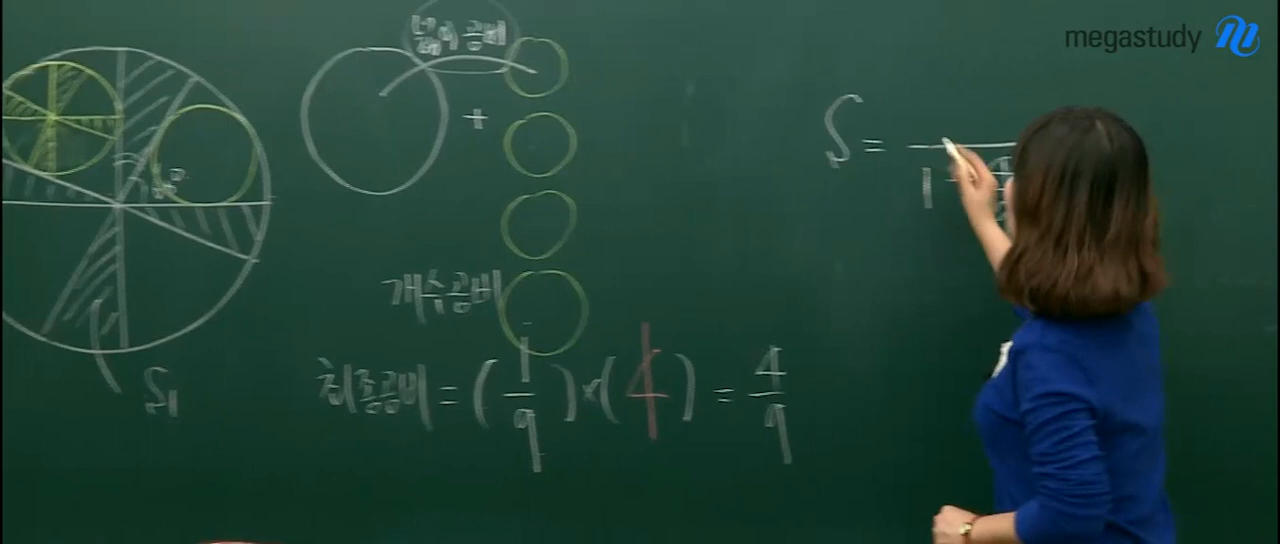 megastudy
넓이 공비
+
S =
1
개수공비
최종공비 = (1/9) × (4) = 4/9
S₁